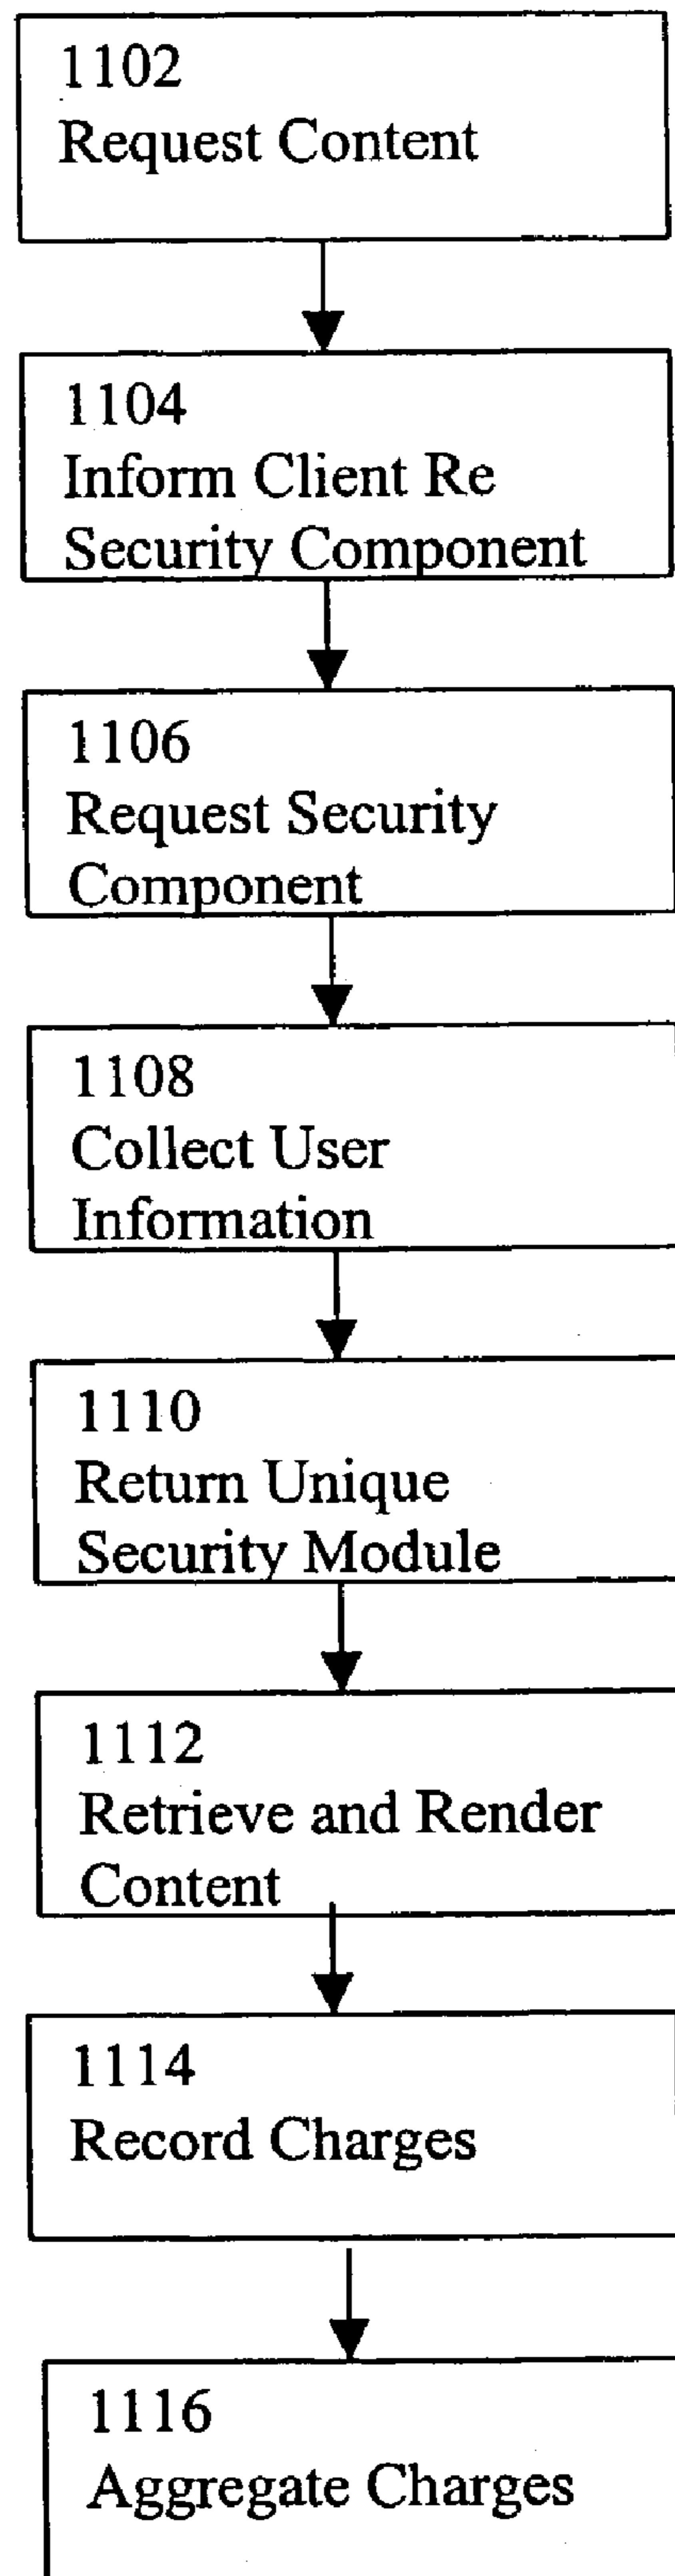 1102
Request Content
1104
Inform Client Re
Security Component
1106
Request Security
Component
1108
Collect User
Information
1110
Return Unique
Security Module
1112
Retrieve and Render
Content
1114
Record Charges
1116
Aggregate Charges